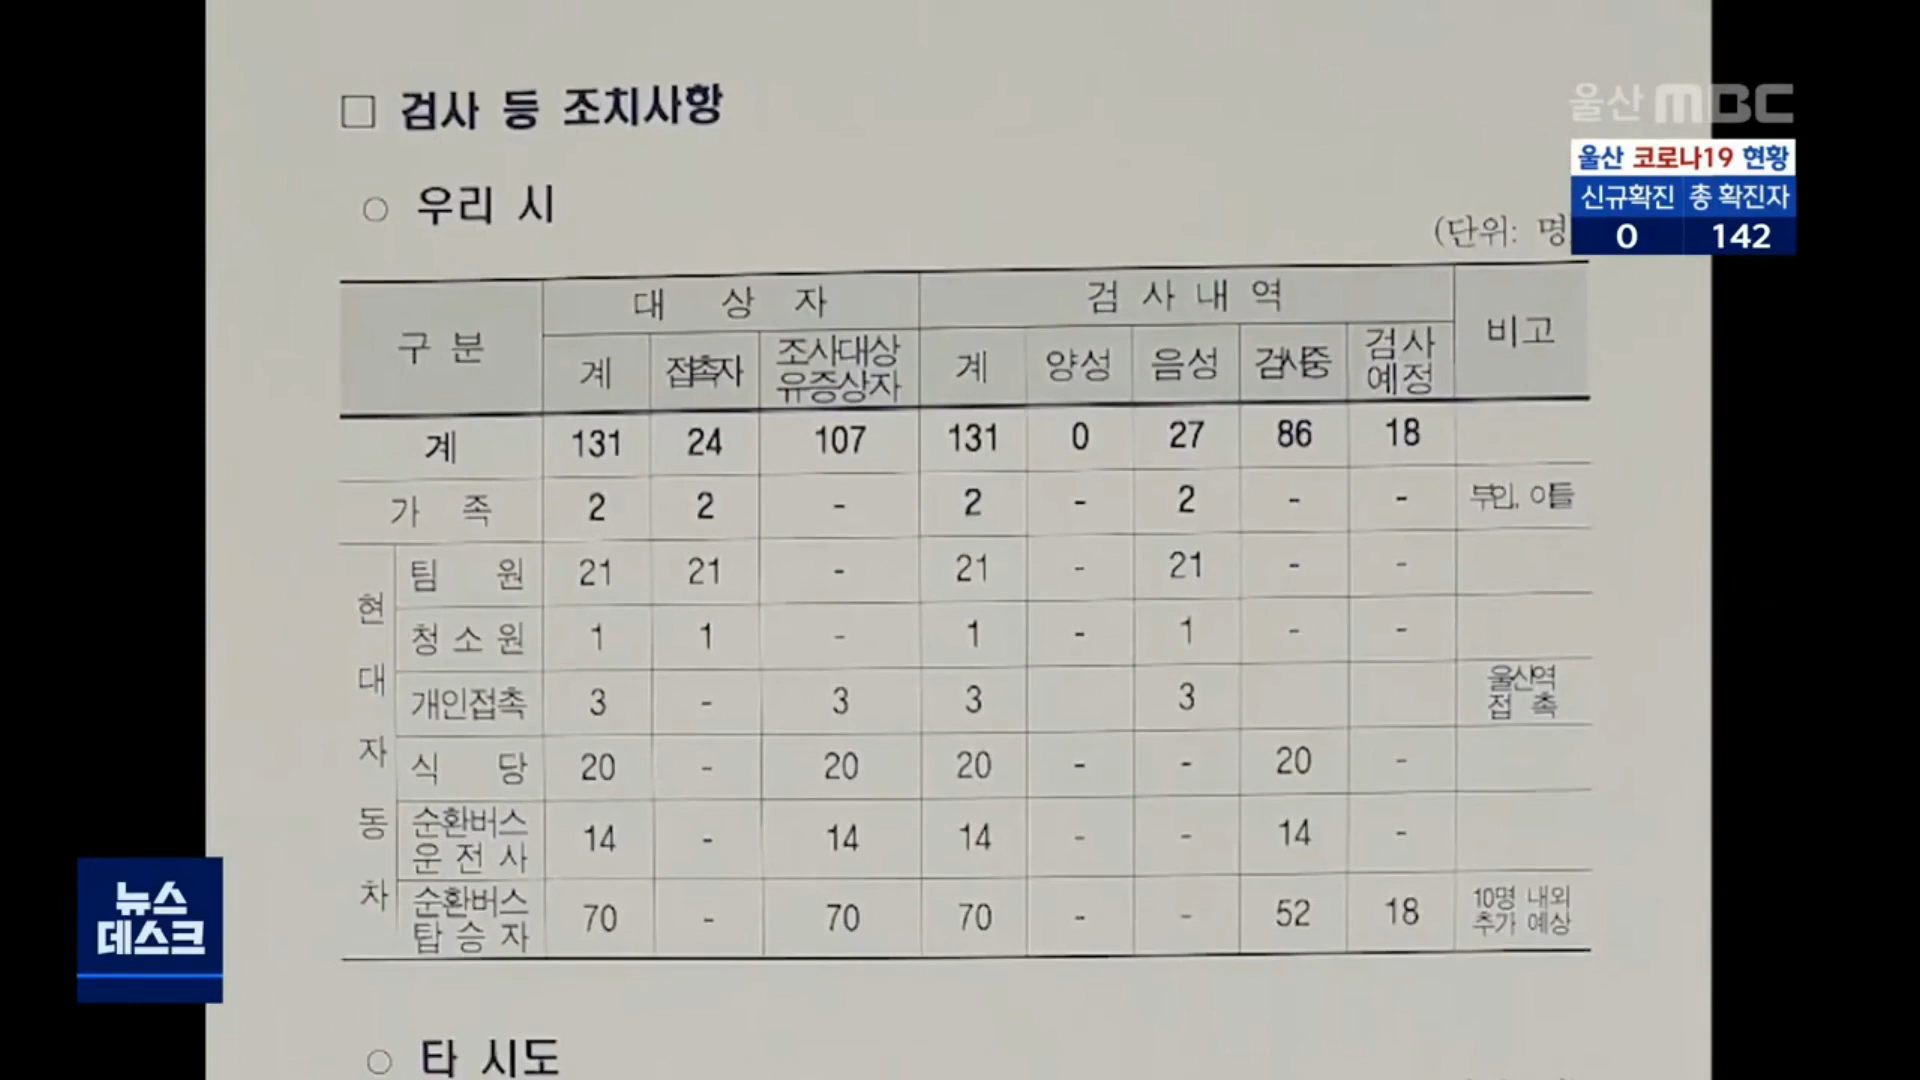 □ 검사 등 조치사항
울산 MBC
울산 코로나19 현황
신규확진 총 확진자
0 142
○ 우리 시
(단위: 명
구 분 대 상 자 검 사 내 역 비고
계 접촉자 조사대상 유증상자 계 양성 음성 검사중 검사 예정
계 131 24 107 131 0 27 86 18
가 족 2 2 - 2 - 2 - - 부인, 아들
현대자동차
팀 원 21 21 - 21 - 21 - -
청 소 원 1 1 - 1 - 1 - -
개인접촉 3 - 3 3 3 울산역 접 촉
식 당 20 - 20 20 - - 20 -
순환버스 운 전 사 14 - 14 14 - - 14 -
순환버스 탑 승 자 70 - 70 70 - - 52 18 10명 내외 추가 예상
뉴스
데스크
○ 타 시도